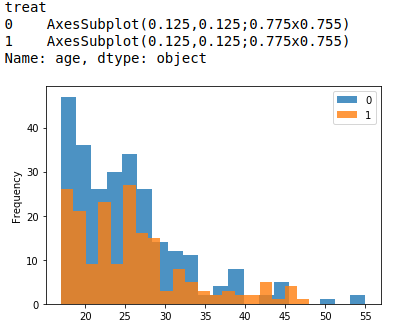 treat
0    AxesSubplot(0.125,0.125;0.775x0.755)
1    AxesSubplot(0.125,0.125;0.775x0.755)
Name: age, dtype: object
0
1
40
30
20
10
0
Frequency
20 25 30 35 40 45 50 55